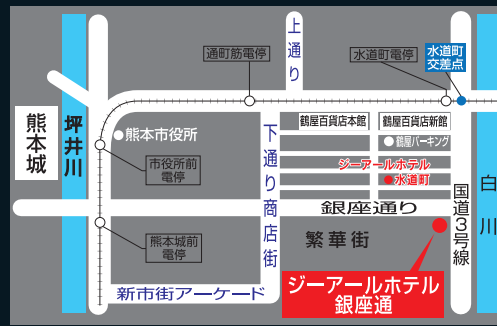 上通り
通町筋電停
水道町電停
水道町
交差点
熊本城
坪井川
熊本市役所
鶴屋百貨店本館
鶴屋百貨店新館
鶴屋パーキング
市役所前
電停
下通り商店街
ジーアールホテル
水道町
白川
国道3号線
銀座通り
熊本城前
電停
繁華街
新市街アーケード
ジーアールホテル
銀座通